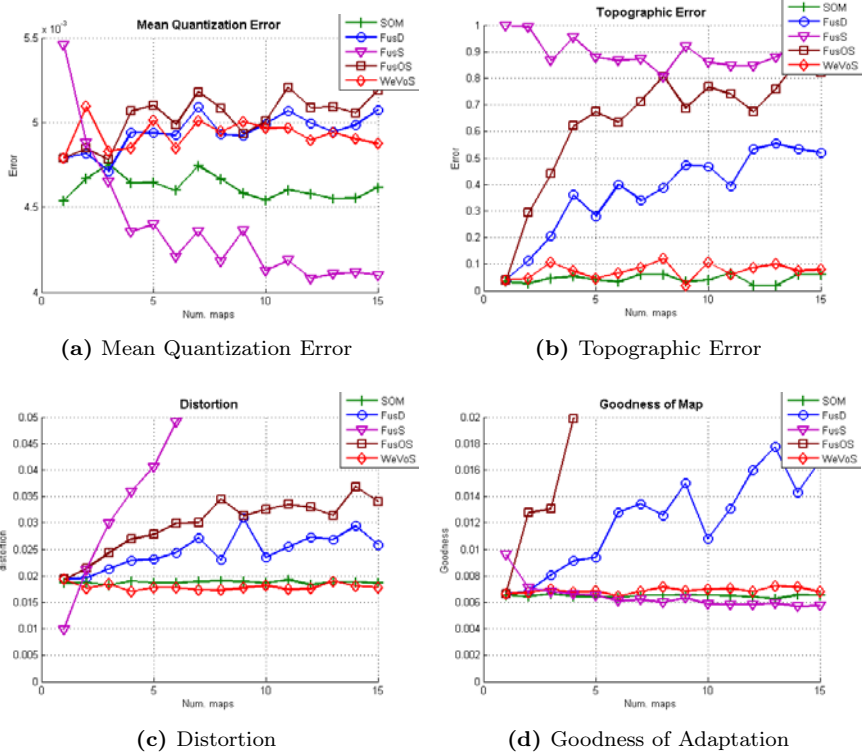 Mean Quantization Error
x 10⁻³
SOM
FusD
FusS
FusOS
WeVoS
5.5
5
4.5
4
Error
0 5 10 15
Num. maps
(a) Mean Quantization Error
Topographic Error
SOM
FusD
FusS
FusOS
WeVoS
1
0.9
0.8
0.7
0.6
0.5
0.4
0.3
0.2
0.1
0
Error
0 5 10 15
Num. maps
(b) Topographic Error
Distortion
SOM
FusD
FusS
FusOS
WeVoS
0.05
0.045
0.04
0.035
0.03
0.025
0.02
0.015
0.01
0.005
0
distortion
0 5 10 15
Num. maps
(c) Distortion
Goodness of Map
SOM
FusD
FusS
FusOS
WeVoS
0.02
0.018
0.016
0.014
0.012
0.01
0.008
0.006
0.004
0.002
0
Goodness
0 5 10 15
Num. maps
(d) Goodness of Adaptation